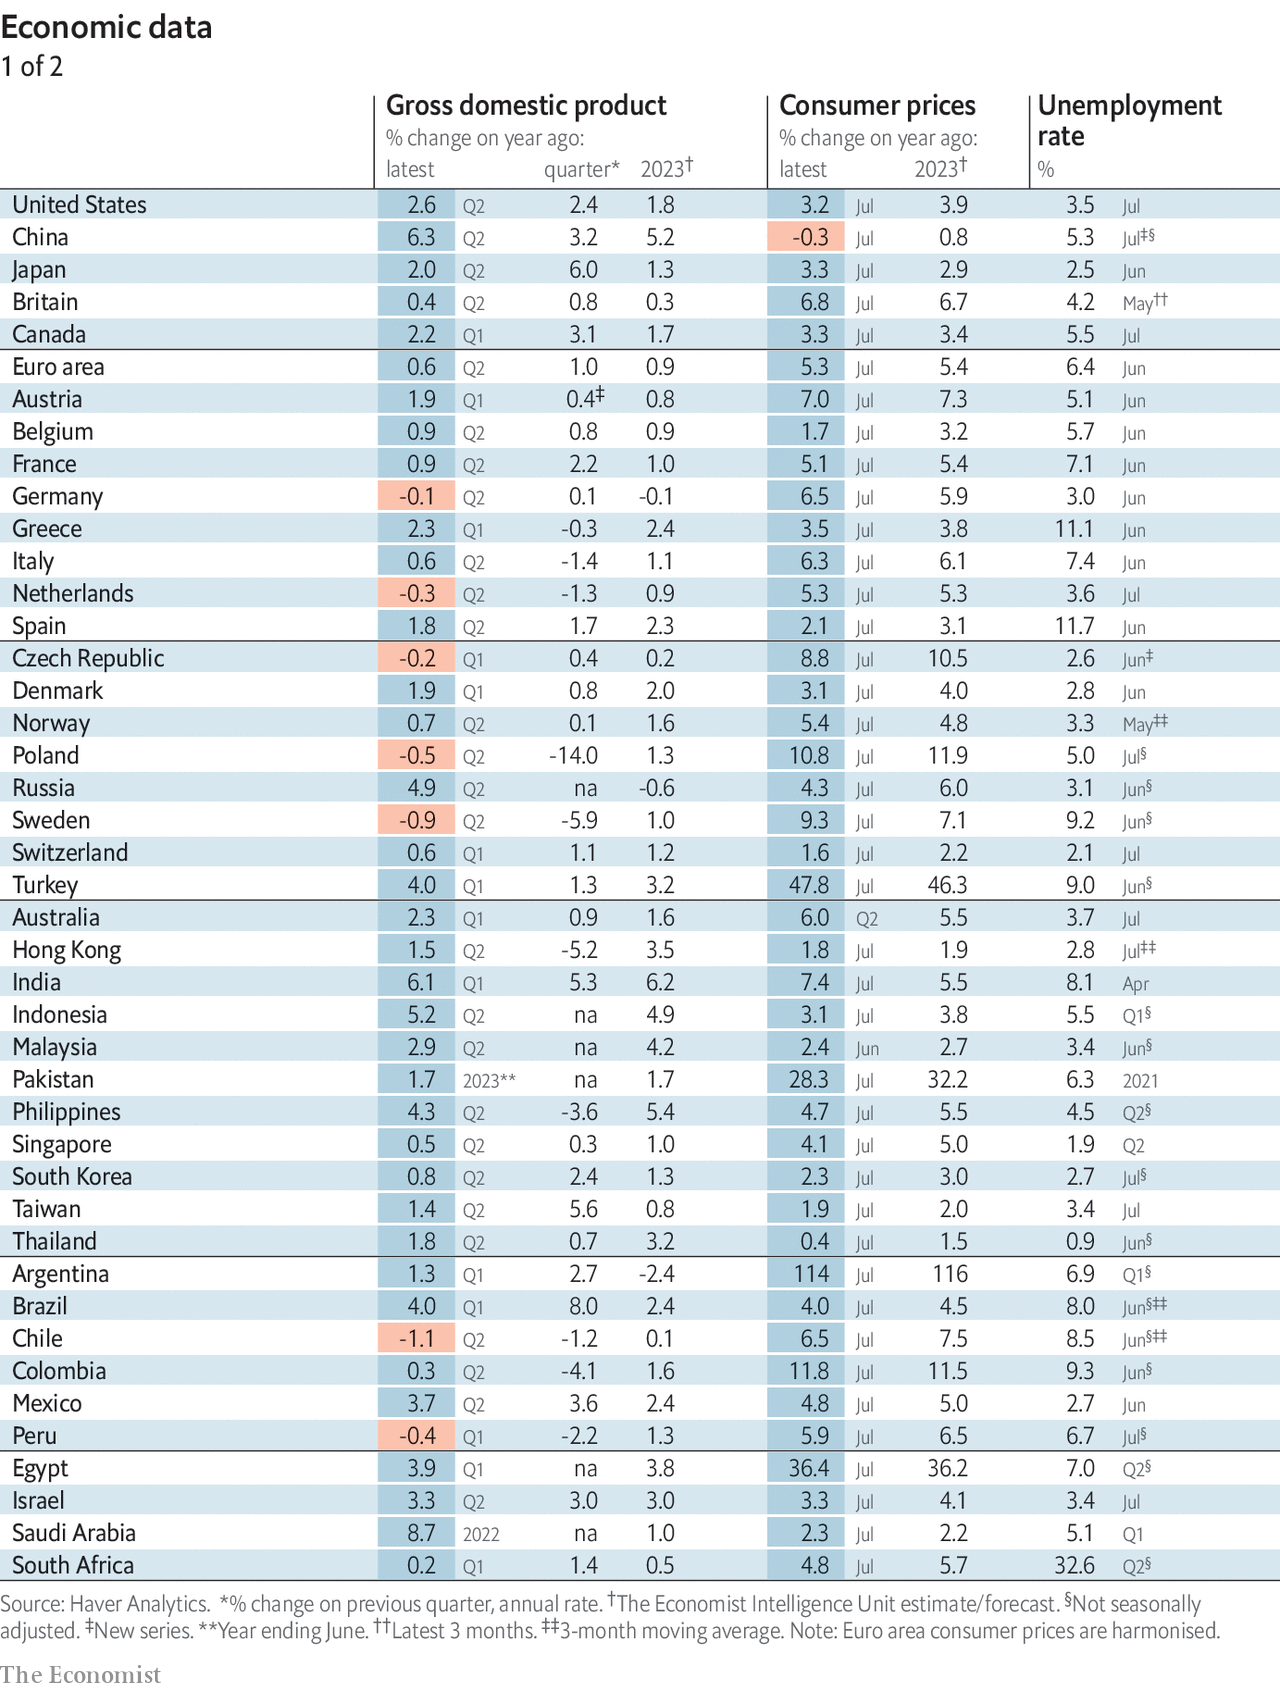 Economic data
1 of 2
Gross domestic product Consumer prices Unemployment
% change on year ago: % change on year ago: rate
latest quarter* 2023† latest 2023† %
United States 2.6 Q2 2.4 1.8 3.2 Jul 3.9 3.5 Jul
China 6.3 Q2 3.2 5.2 -0.3 Jul 0.8 5.3 Jul‡§
Japan 2.0 Q2 6.0 1.3 3.3 Jul 2.9 2.5 Jun
Britain 0.4 Q2 0.8 0.3 6.8 Jul 6.7 4.2 May††
Canada 2.2 Q1 3.1 1.7 3.3 Jul 3.4 5.5 Jul
Euro area 0.6 Q2 1.0 0.9 5.3 Jul 5.4 6.4 Jun
Austria 1.9 Q1 0.4‡ 0.8 7.0 Jul 7.3 5.1 Jun
Belgium 0.9 Q2 0.8 0.9 1.7 Jul 3.2 5.7 Jun
France 0.9 Q2 2.2 1.0 5.1 Jul 5.4 7.1 Jun
Germany -0.1 Q2 0.1 -0.1 6.5 Jul 5.9 3.0 Jun
Greece 2.3 Q1 -0.3 2.4 3.5 Jul 3.8 11.1 Jun
Italy 0.6 Q2 -1.4 1.1 6.3 Jul 6.1 7.4 Jun
Netherlands -0.3 Q2 -1.3 0.9 5.3 Jul 5.3 3.6 Jul
Spain 1.8 Q2 1.7 2.3 2.1 Jul 3.1 11.7 Jun
Czech Republic -0.2 Q1 0.4 0.2 8.8 Jul 10.5 2.6 Jun‡
Denmark 1.9 Q1 0.8 2.0 3.1 Jul 4.0 2.8 Jun
Norway 0.7 Q2 0.1 1.6 5.4 Jul 4.8 3.3 May‡‡
Poland -0.5 Q2 -14.0 1.3 10.8 Jul 11.9 5.0 Jul§
Russia 4.9 Q2 na -0.6 4.3 Jul 6.0 3.1 Jun§
Sweden -0.9 Q2 -5.9 1.0 9.3 Jul 7.1 9.2 Jun§
Switzerland 0.6 Q1 1.1 1.2 1.6 Jul 2.2 2.1 Jul
Turkey 4.0 Q1 1.3 3.2 47.8 Jul 46.3 9.0 Jun§
Australia 2.3 Q1 0.9 1.6 6.0 Q2 5.5 3.7 Jul
Hong Kong 1.5 Q2 -5.2 3.5 1.8 Jul 1.9 2.8 Jul‡‡
India 6.1 Q1 5.3 6.2 7.4 Jul 5.5 8.1 Apr
Indonesia 5.2 Q2 na 4.9 3.1 Jul 3.8 5.5 Q1§
Malaysia 2.9 Q2 na 4.2 2.4 Jun 2.7 3.4 Jun§
Pakistan 1.7 2023** na 1.7 28.3 Jul 32.2 6.3 2021
Philippines 4.3 Q2 -3.6 5.4 4.7 Jul 5.5 4.5 Q2§
Singapore 0.5 Q2 0.3 1.0 4.1 Jul 5.0 1.9 Q2
South Korea 0.8 Q2 2.4 1.3 2.3 Jul 3.0 2.7 Jul§
Taiwan 1.4 Q2 5.6 0.8 1.9 Jul 2.0 3.4 Jul
Thailand 1.8 Q2 0.7 3.2 0.4 Jul 1.5 0.9 Jun§
Argentina 1.3 Q1 2.7 -2.4 114 Jul 116 6.9 Q1§
Brazil 4.0 Q1 8.0 2.4 4.0 Jul 4.5 8.0 Jun§‡‡
Chile -1.1 Q2 -1.2 0.1 6.5 Jul 7.5 8.5 Jun§‡‡
Colombia 0.3 Q2 -4.1 1.6 11.8 Jul 11.5 9.3 Jun§
Mexico 3.7 Q2 3.6 2.4 4.8 Jul 5.0 2.7 Jun
Peru -0.4 Q1 -2.2 1.3 5.9 Jul 6.5 6.7 Jul§
Egypt 3.9 Q1 na 3.8 36.4 Jul 36.2 7.0 Q2§
Israel 3.3 Q2 3.0 3.0 3.3 Jul 4.1 3.4 Jul
Saudi Arabia 8.7 2022 na 1.0 2.3 Jul 2.2 5.1 Q1
South Africa 0.2 Q1 1.4 0.5 4.8 Jul 5.7 32.6 Q2§
Source: Haver Analytics. *% change on previous quarter, annual rate. †The Economist Intelligence Unit estimate/forecast. §Not seasonally
adjusted. ‡New series. **Year ending June. ††Latest 3 months. ‡‡3-month moving average. Note: Euro area consumer prices are harmonised.
The Economist